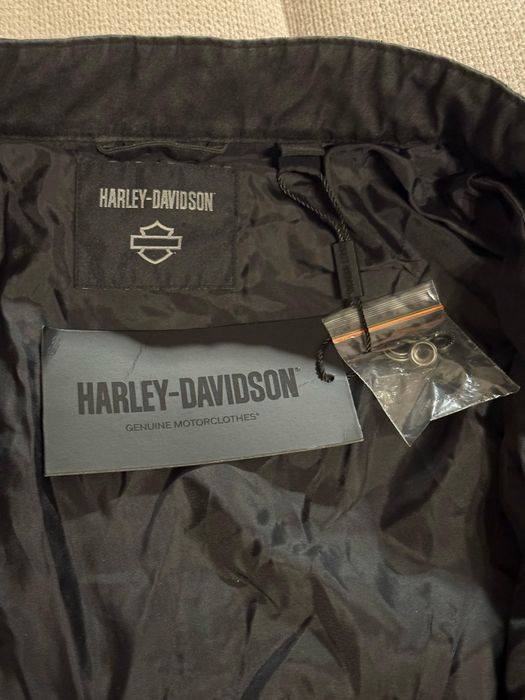 HARLEY-DAVIDSON
HARLEY-DAVIDSON®
GENUINE MOTORCLOTHES®